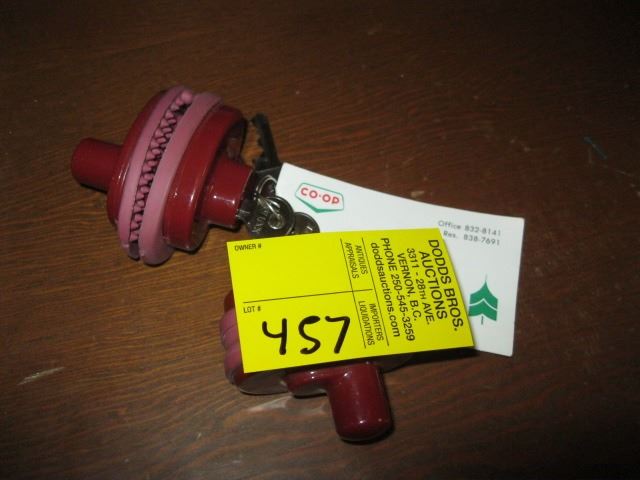 CO-OP
Office 832-8141
Res. 838-7691
OWNER #
LOT #
457
ANTIQUES
APPRAISALS
IMPORTERS
LIQUIDATIONS
DODDS BROS.
AUCTIONS
3311 - 28TH AVE.
VERNON, B.C.
PHONE 250-545-3259
doddsauctions.com